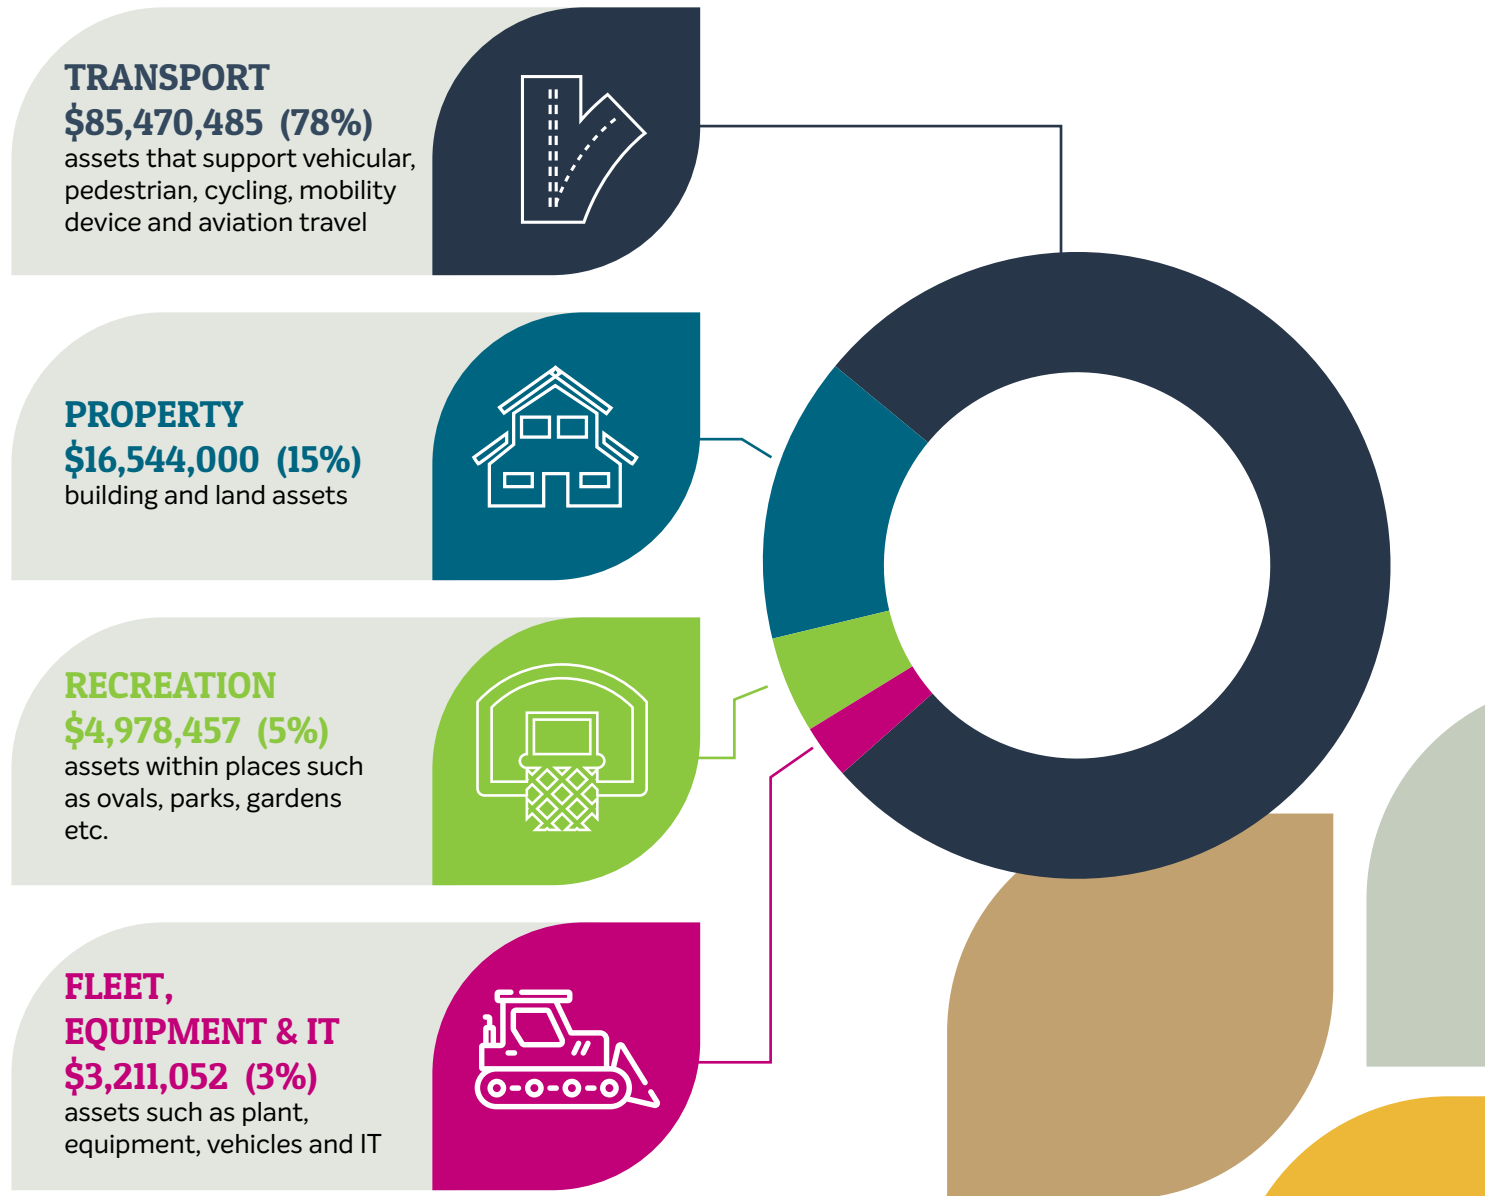 TRANSPORT
$85,470,485 (78%)
assets that support vehicular,
pedestrian, cycling, mobility
device and aviation travel
PROPERTY
$16,544,000 (15%)
building and land assets
RECREATION
$4,978,457 (5%)
assets within places such
as ovals, parks, gardens
etc.
FLEET,
EQUIPMENT & IT
$3,211,052 (3%)
assets such as plant,
equipment, vehicles and IT